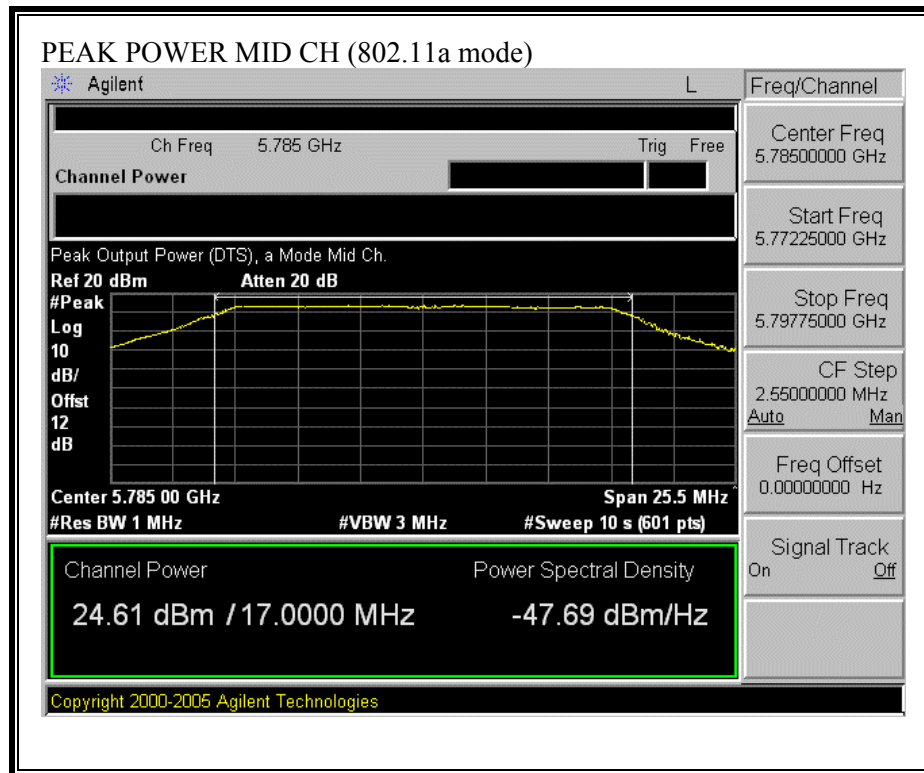 PEAK POWER MID CH (802.11a mode)
Agilent L
Freq/Channel
Ch Freq 5.785 GHz Trig Free
Channel Power
Center Freq
5.78500000 GHz
Start Freq
5.77225000 GHz
Stop Freq
5.79775000 GHz
CF Step
2.55000000 MHz
Auto Man
Freq Offset
0.00000000 Hz
Signal Track
On Off
Peak Output Power (DTS), a Mode Mid Ch.
Ref 20 dBm Atten 20 dB
#Peak
Log
10
dB/
Offst
12
dB
Center 5.785 00 GHz Span 25.5 MHz
#Res BW 1 MHz #VBW 3 MHz #Sweep 10 s (601 pts)
Channel Power Power Spectral Density
24.61 dBm / 17.0000 MHz -47.69 dBm/Hz
Copyright 2000-2005 Agilent Technologies